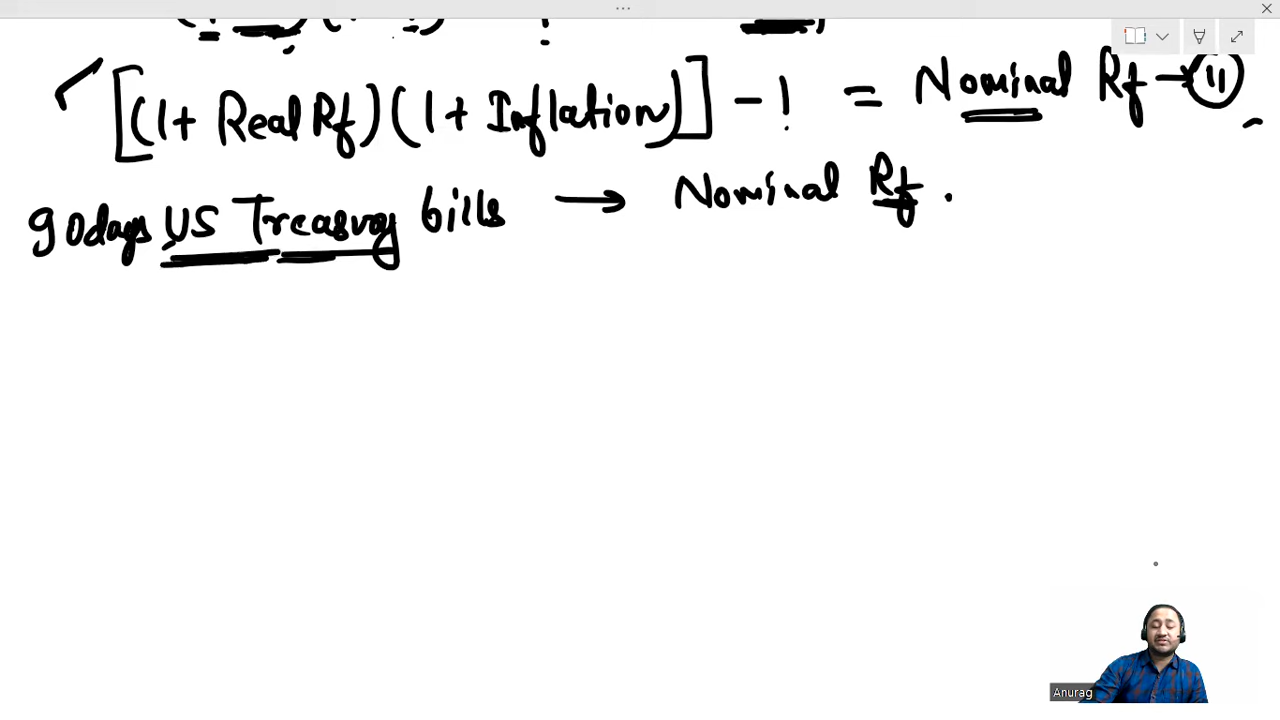 [(1+ Real Rf)(1+ Inflation)] - 1 = Nominal Rf → 11
90days US Treasury bills → Nominal Rf.
Anurag